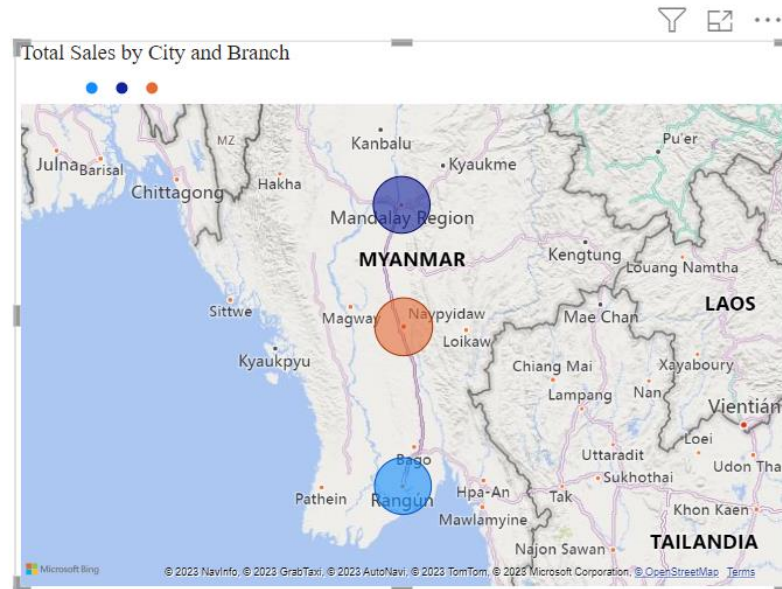 Total Sales by City and Branch
Kanbalu
Pu'er
MZ
Julna
Barisal
Kyaukme
Chittagong
Hakha
Mandalay Region
MYANMAR
Kengtung
Louang Namtha
Sittwe
Magway
Naypyidaw
Mae Chan
LAOS
Loikaw
Kyaukpyu
Chiang Mai
Xayaboury
Lampang
Nan
Vientián
Loei
Bago
Uttaradit
Udon Tha
Pathein
Rangún
Hpa-An
Tak
Sukhothai
Mawlamyine
Khon Kaen
Najon Sawan
TAILANDIA
Microsoft Bing
© 2023 NavInfo, © 2023 GrabTaxi, © 2023 AutoNavi, © 2023 TomTom, © 2023 Microsoft Corporation, © OpenStreetMap Terms